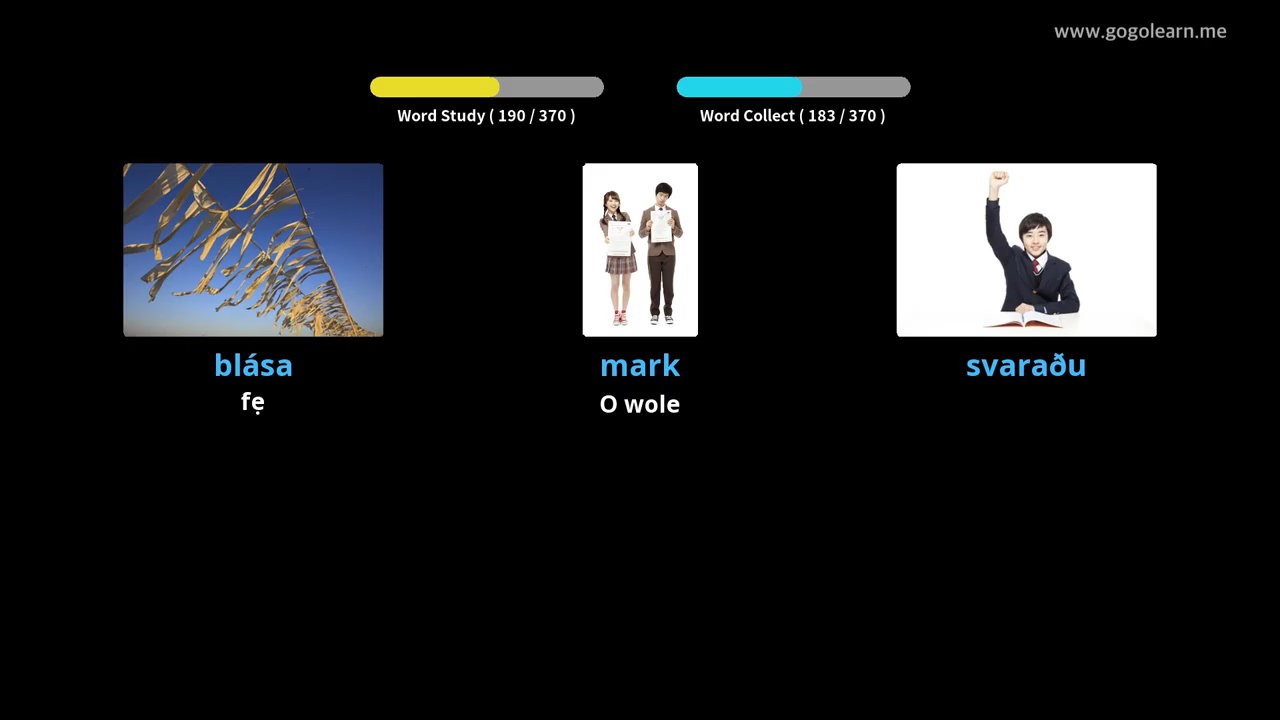 www.gogolearn.me
Word Study ( 190 / 370 )
Word Collect ( 183 / 370 )
blása
fẹ
mark
O wole
svaraðu